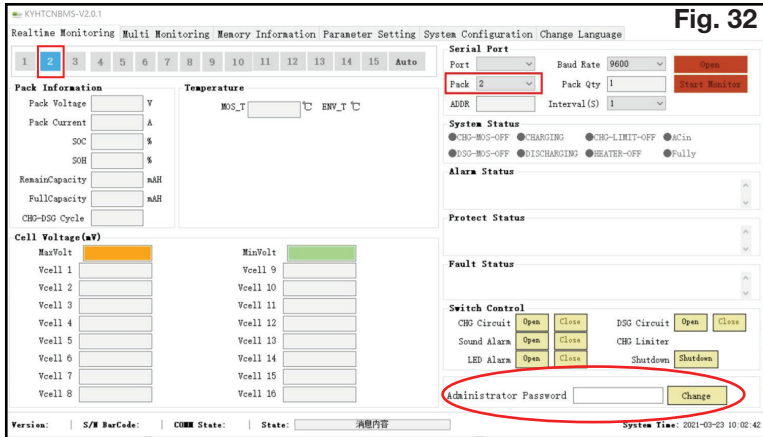 KYHTCNBMS-V2.0.1
Fig. 32
Realtime Monitoring Multi Monitoring Memory Information Parameter Setting System Configuration Change Language
1 2 3 4 5 6 7 8 9 10 11 12 13 14 15 Auto
Serial Port
Port Baud Rate 9600 Open
Pack 2 Pack Qty 1 Start Monitor
ADDR Interval(S) 1
Pack Information
Pack Voltage V
Pack Current A
SOC %
SOH %
RemainCapacity mAH
FullCapacity mAH
CHG-DSG Cycle
Temperature
MOS_T ℃ ENV_T ℃
System Status
CHG-MOS-OFF CHARGING CHG-LIMIT-OFF ACin
DSG-MOS-OFF DISCHARGING HEATER-OFF Fully
Alarm Status
Protect Status
Fault Status
Cell Voltage(mV)
MaxVolt MinVolt
Vcell 1 Vcell 9
Vcell 2 Vcell 10
Vcell 3 Vcell 11
Vcell 4 Vcell 12
Vcell 5 Vcell 13
Vcell 6 Vcell 14
Vcell 7 Vcell 15
Vcell 8 Vcell 16
Switch Control
CHG Circuit Open Close DSG Circuit Open Close
Sound Alarm Open Close CHG Limiter
LED Alarm Open Close Shutdown Shutdown
Administrator Password Change
Version: | S/N BarCode: | COMM State: | State: 消息内容 System Time: 2021-03-23 10:02:42